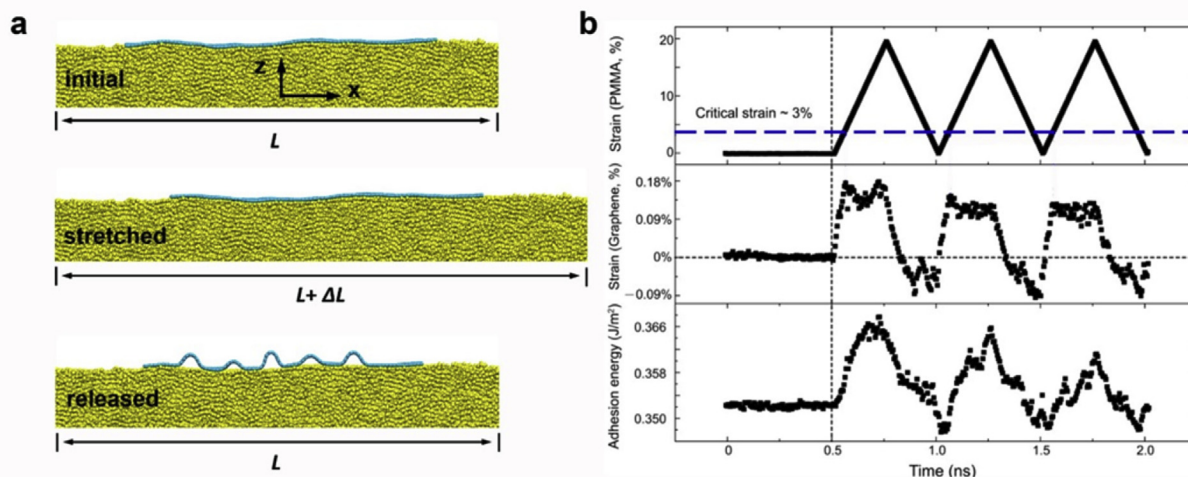 a
initial
z
x
L
stretched
L+ ΔL
released
L
b
Strain (PMMA, %)
20
10
0
Critical strain ~ 3%
Strain (Graphene, %)
0.18%
0.09%
0%
−0.09%
Adhesion energy (J/m²)
0.366
0.358
0.350
0
0.5
1.0
1.5
2.0
Time (ns)